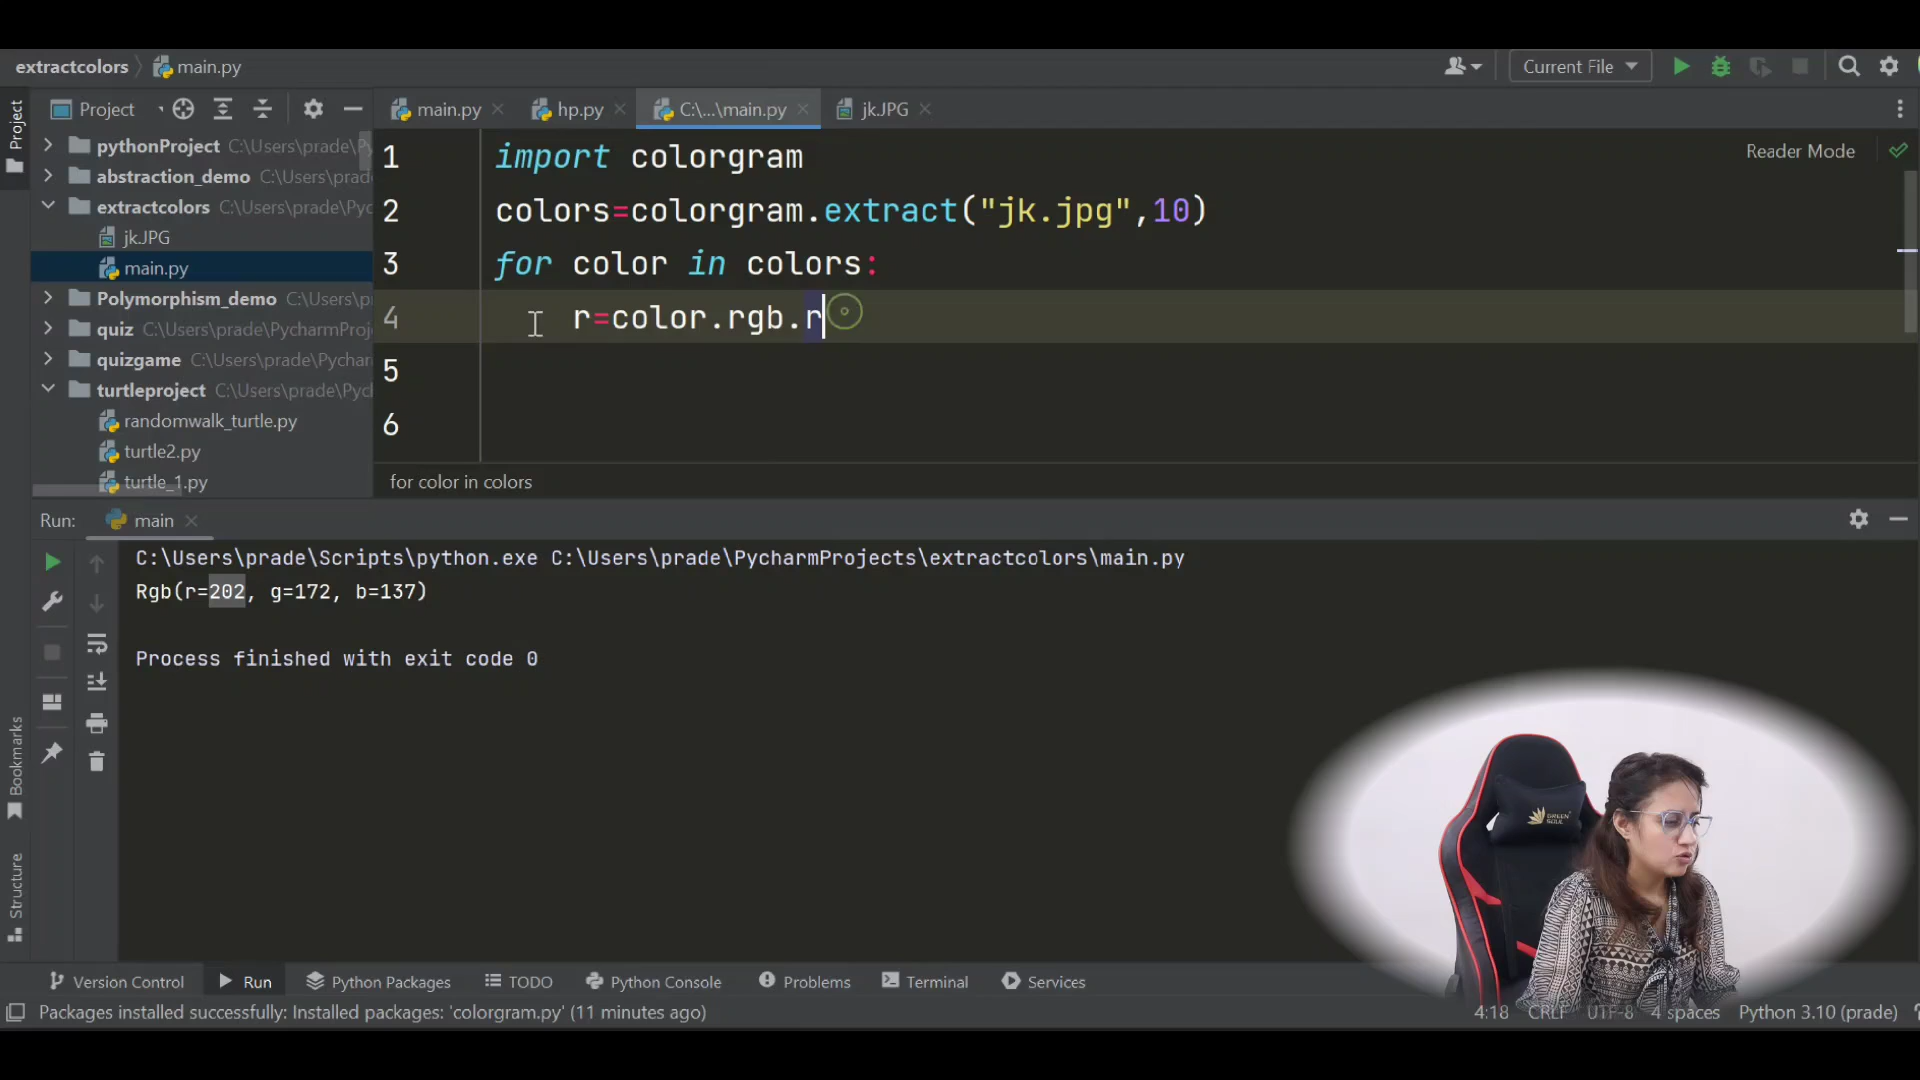 extractcolors main.py
Current File
Project
main.py
hp.py
C:\...\main.py
jk.JPG
Project
pythonProject C:\Users\prade\Py
abstraction_demo C:\Users\prad
extractcolors C:\Users\prade\Pyc
jk.JPG
main.py
Polymorphism_demo C:\Users\p
quiz C:\Users\prade\PycharmProj
quizgame C:\Users\prade\Pychar
turtleproject C:\Users\prade\Pyc
randomwalk_turtle.py
turtle2.py
turtle_1.py
Reader Mode
1 import colorgram
2 colors=colorgram.extract("jk.jpg",10)
3 for color in colors:
4 r=color.rgb.r
5
6
for color in colors
Run: main
C:\Users\prade\Scripts\python.exe C:\Users\prade\PycharmProjects\extractcolors\main.py
Rgb(r=202, g=172, b=137)
Process finished with exit code 0
Bookmarks
Structure
GREEN SOUL
Version Control
Run
Python Packages
TODO
Python Console
Problems
Terminal
Services
Packages installed successfully: Installed packages: 'colorgram.py' (11 minutes ago)
4:18 CRLF UTF-8 4 spaces Python 3.10 (prade)